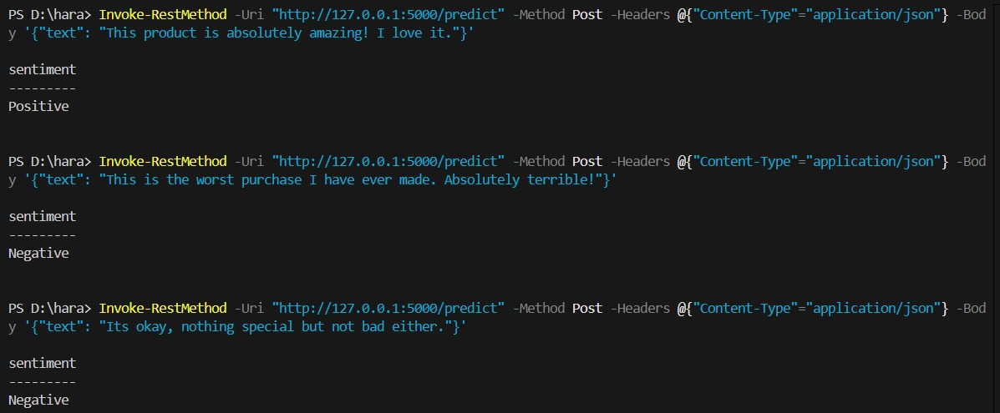 PS D:\hara> Invoke-RestMethod -Uri "http://127.0.0.1:5000/predict" -Method Post -Headers @{"Content-Type"="application/json"} -Bod
y '{"text": "This product is absolutely amazing! I love it."}'
sentiment
---------
Positive
PS D:\hara> Invoke-RestMethod -Uri "http://127.0.0.1:5000/predict" -Method Post -Headers @{"Content-Type"="application/json"} -Bod
y '{"text": "This is the worst purchase I have ever made. Absolutely terrible!"}'
sentiment
---------
Negative
PS D:\hara> Invoke-RestMethod -Uri "http://127.0.0.1:5000/predict" -Method Post -Headers @{"Content-Type"="application/json"} -Bod
y '{"text": "Its okay, nothing special but not bad either."}'
sentiment
---------
Negative